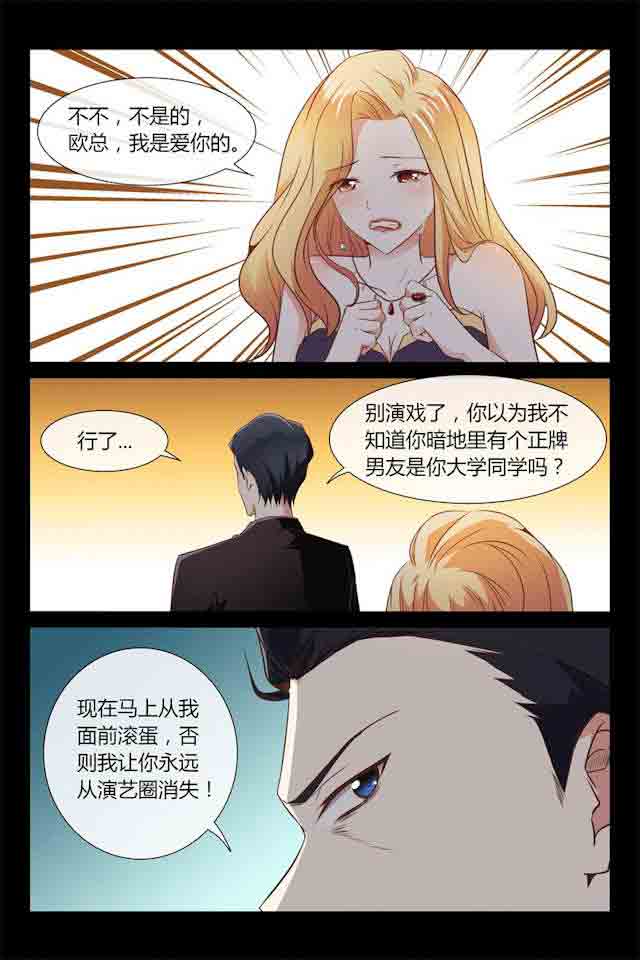 不不，不是的，
欧总，我是爱你的。
行了...
别演戏了，你以为我不
知道你暗地里有个正牌
男友是你大学同学吗？
现在马上从我
面前滚蛋，否
则我让你永远
从演艺圈消失！